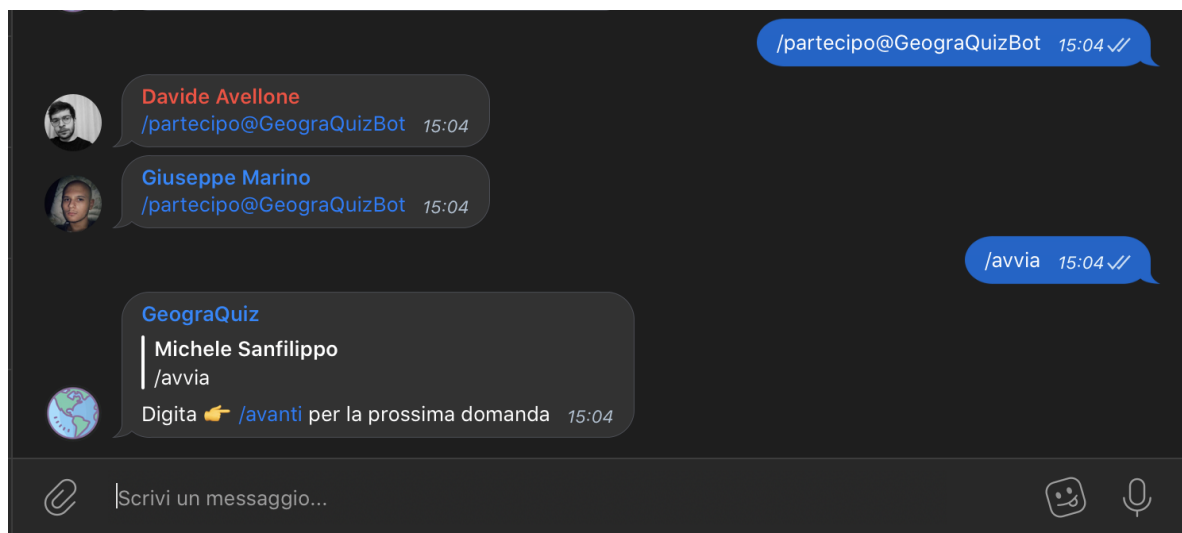 /partecipo@GeograQuizBot 15:04
Davide Avellone
/partecipo@GeograQuizBot 15:04
Giuseppe Marino
/partecipo@GeograQuizBot 15:04
/avvia 15:04
GeograQuiz
Michele Sanfilippo
/avvia
Digita 👉 /avanti per la prossima domanda 15:04
Scrivi un messaggio...